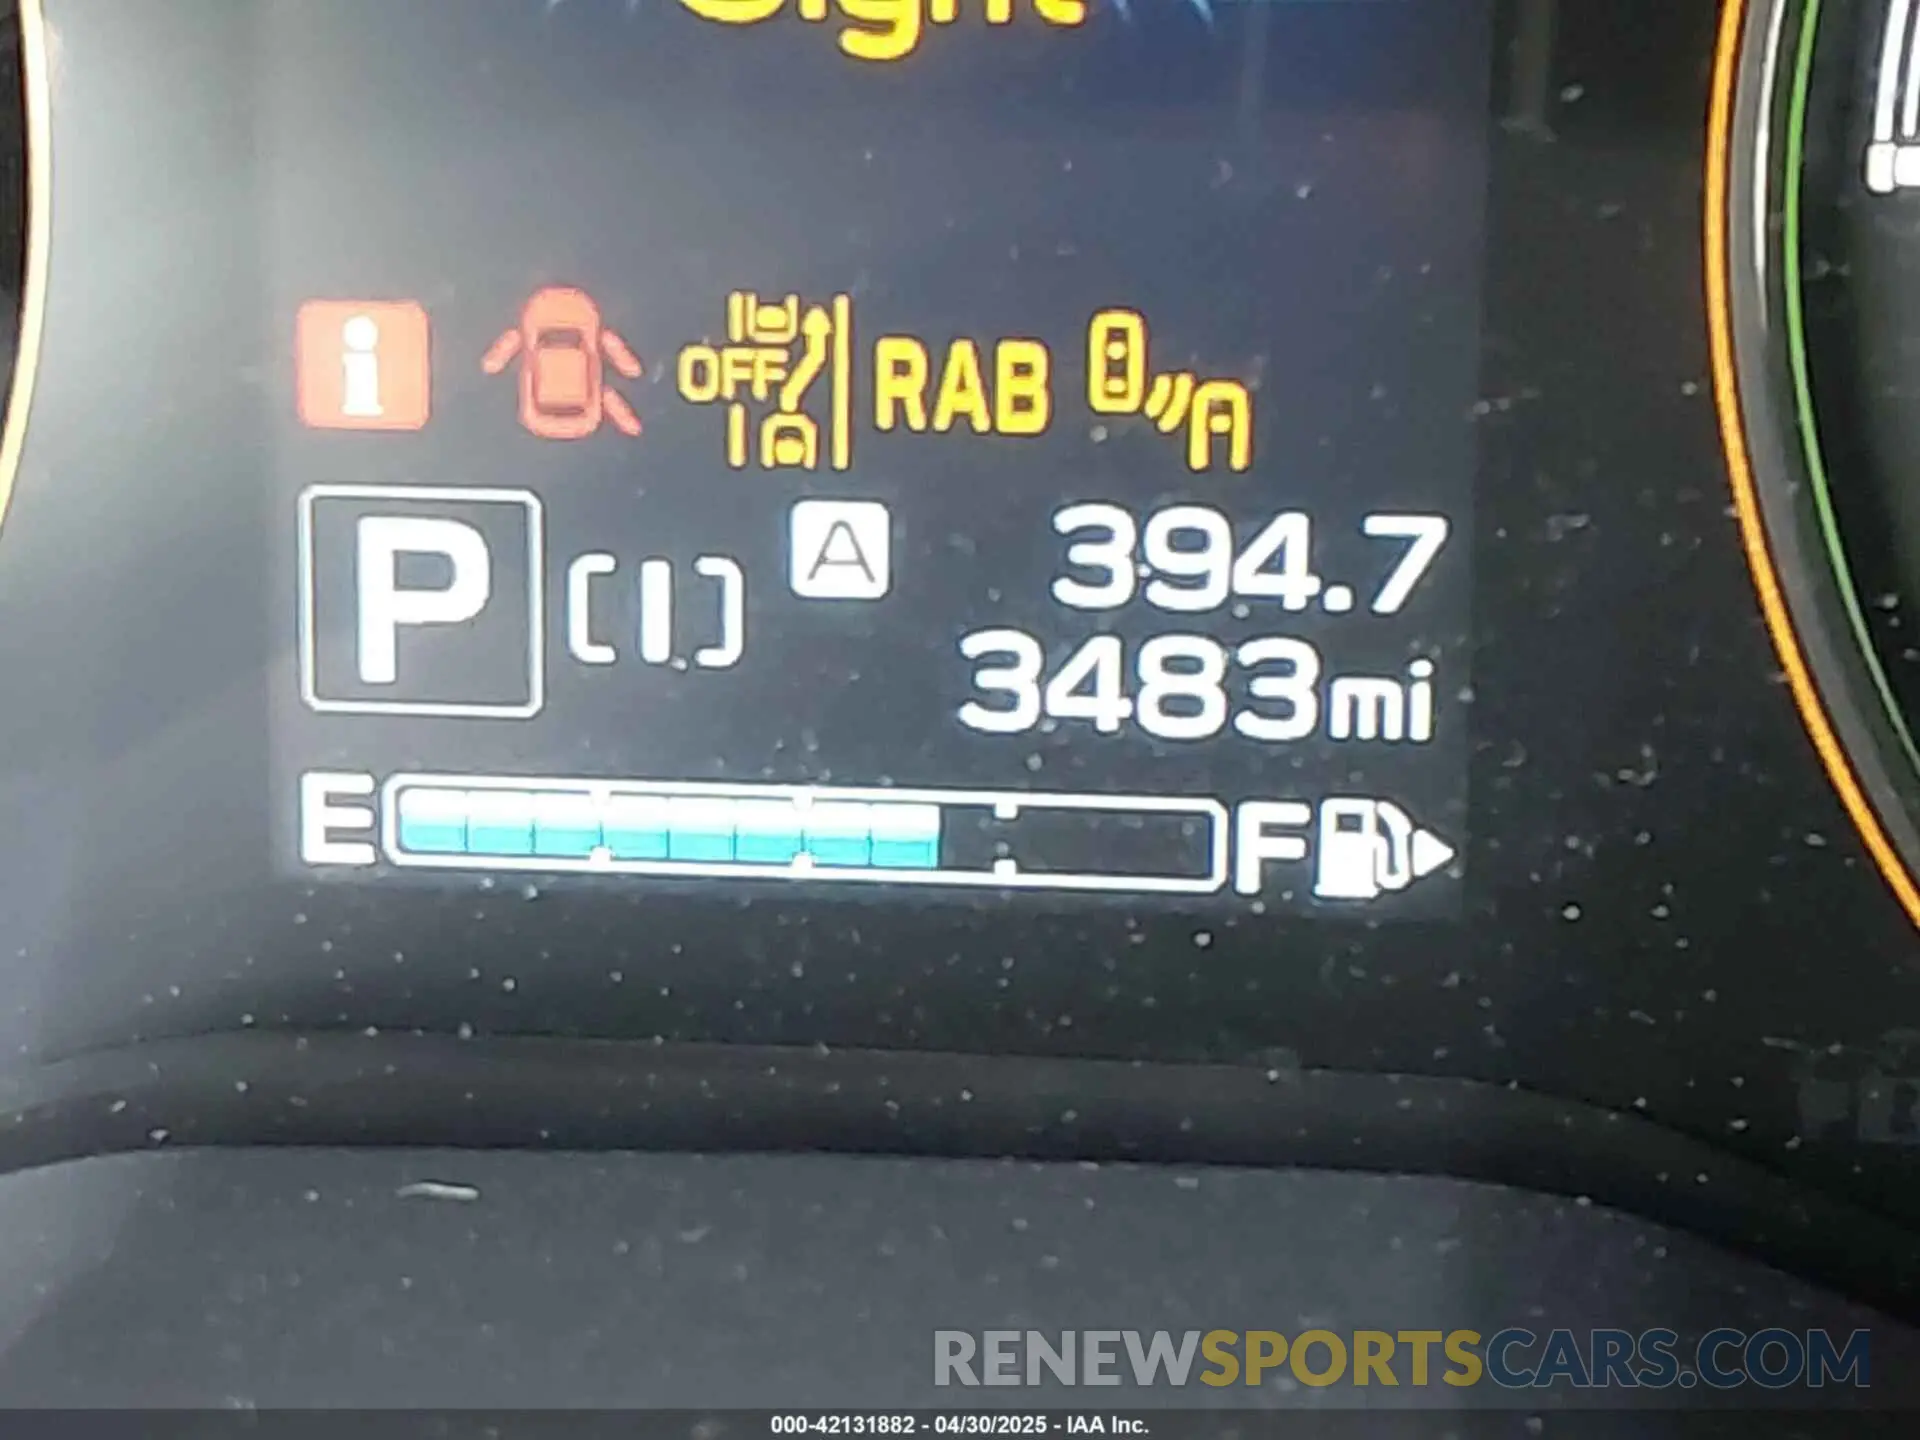 i OFF RAB
P A 394.7
3483mi
E F
RENEWSPORTSCARS.COM
000-42131882 - 04/30/2025 - IAA Inc.